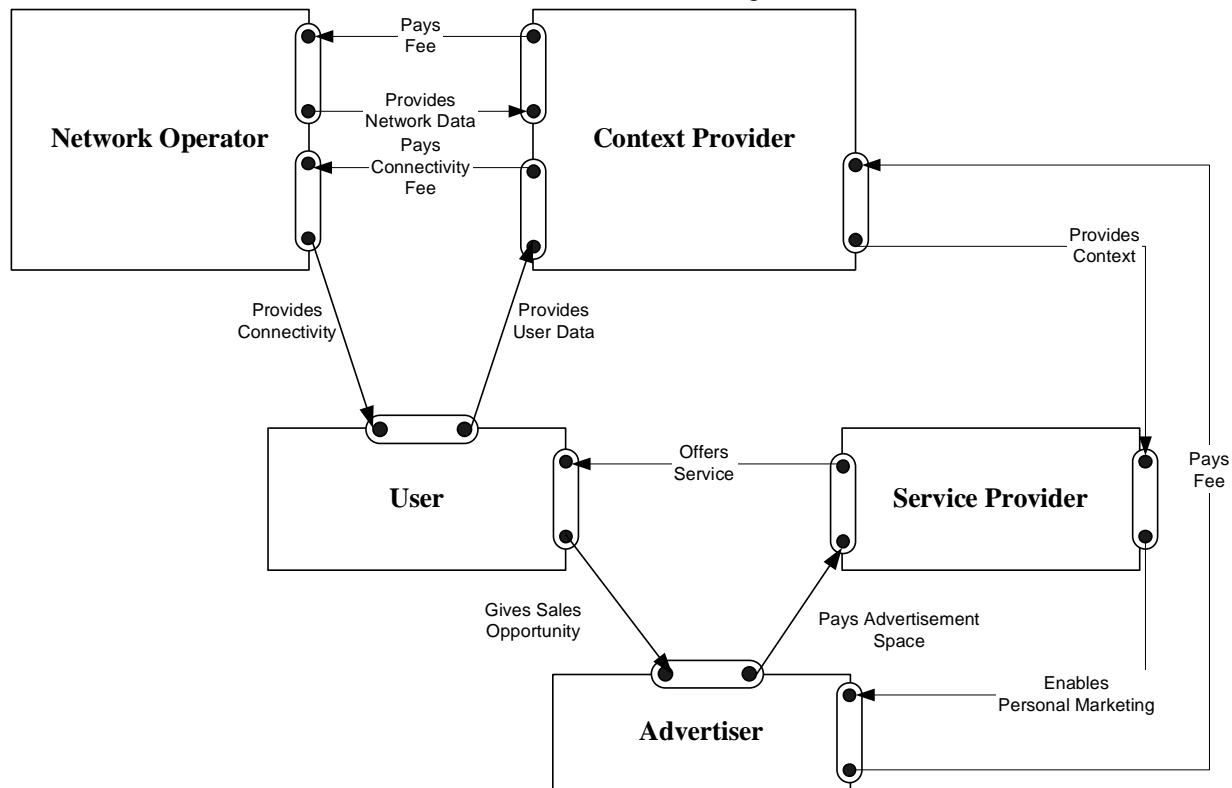 Pays
Fee
Provides
Network Data
Network Operator
Context Provider
Pays
Connectivity
Fee
Provides
Context
Provides
Connectivity
Provides
User Data
Offers
Service
Pays
Fee
User
Service Provider
Gives Sales
Opportunity
Pays Advertisement
Space
Enables
Personal Marketing
Advertiser